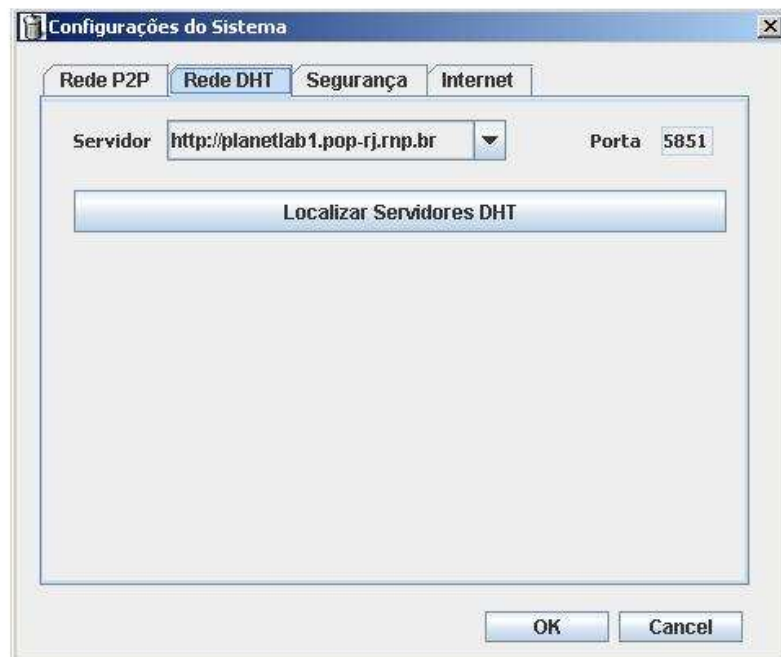 Configurações do Sistema
Rede P2P Rede DHT Segurança Internet
Servidor http://planetlab1.pop-rj.rnp.br Porta 5851
Localizar Servidores DHT
OK Cancel